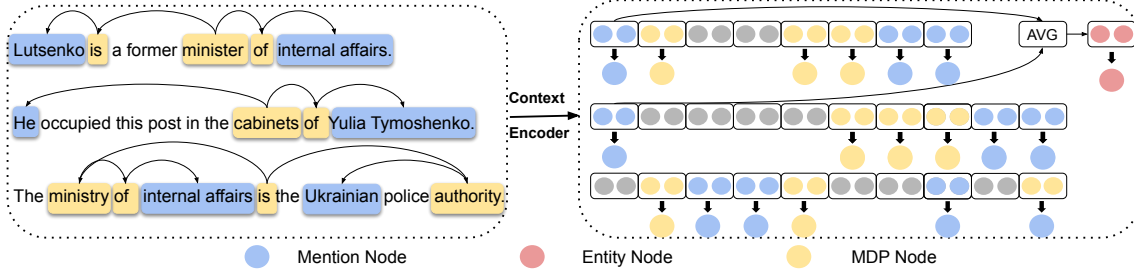 Lutsenko is a former minister of internal affairs.
He occupied this post in the cabinets of Yulia Tymoshenko.
The ministry of internal affairs is the Ukrainian police authority.
Context
Encoder
AVG
Mention Node
Entity Node
MDP Node